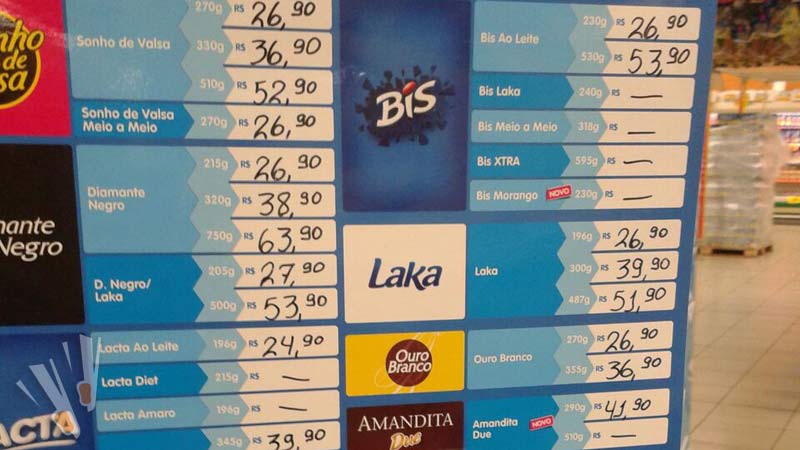 nho
de
sa
Sonho de Valsa
270g R$ 26,90
330g R$ 36,90
510g R$ 52,90
Sonho de Valsa
Meio a Meio
270g R$ 26,90
mante
Negro
Diamante
Negro
215g R$ 26,90
320g R$ 38,90
750g R$ 63,90
D. Negro/
Laka
205g R$ 27,90
500g R$ 53,90
ACTA
Lacta Ao Leite 196g R$ 24,90
Lacta Diet 215g R$ —
Lacta Amaro 196g R$ —
345g R$ 39,90
BIS
Bis Ao Leite
230g R$ 26,90
530g R$ 53,90
Bis Laka 240g R$ —
Bis Meio a Meio 318g R$ —
Bis XTRA 595g R$ —
Bis Morango NOVO 230g R$ —
Laka
Laka
196g R$ 26,90
300g R$ 39,90
487g R$ 51,90
Ouro
Branco
Ouro Branco
270g R$ 26,90
355g R$ 36,90
AMANDITA
Due
Amandita
Due NOVO
290g R$ 41,90
510g R$ —